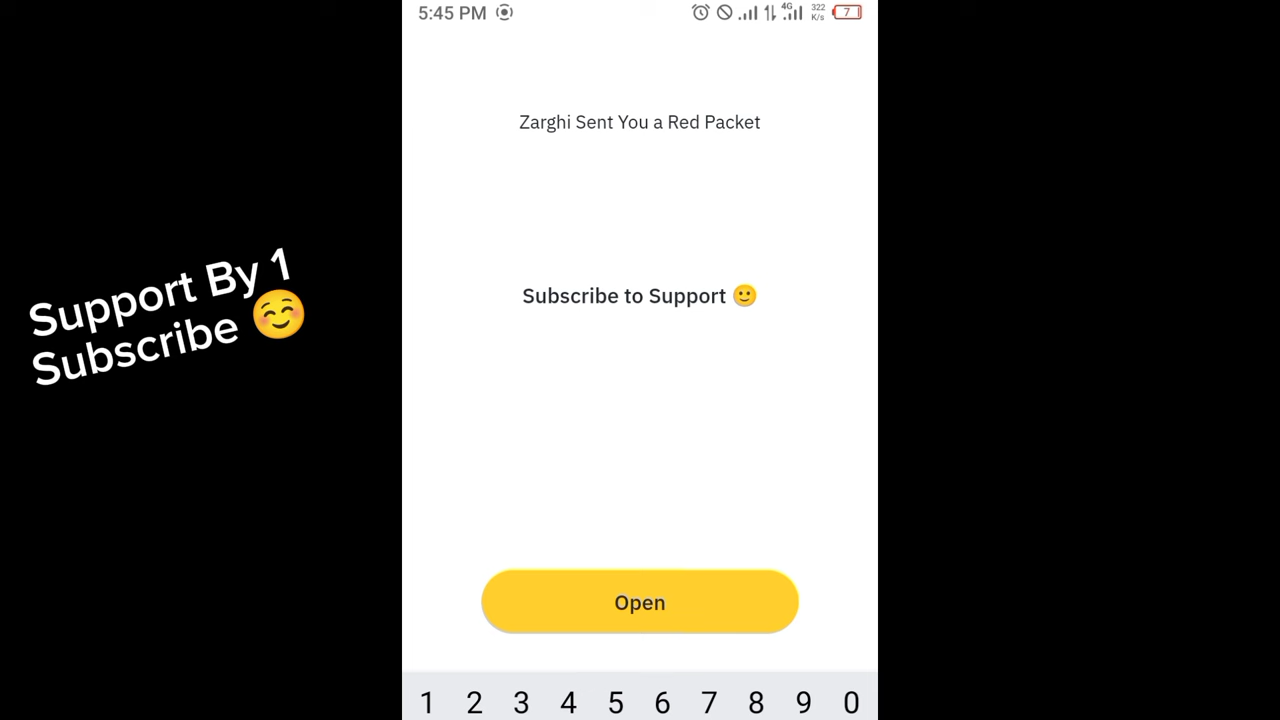 5:45 PM
4G
322
K/s
7
Zarghi Sent You a Red Packet
Support By 1
Subscribe ☺️
Subscribe to Support 🙂
Open
1 2 3 4 5 6 7 8 9 0